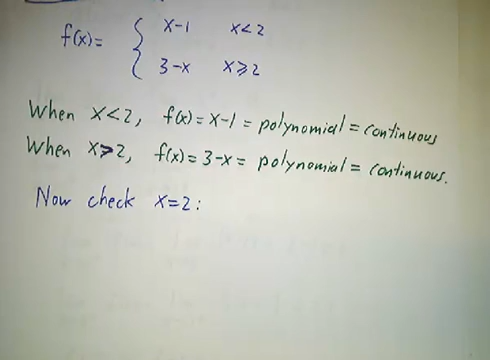 f(x) = { x-1 x<2
3-x x≥2
When x<2, f(x) = x-1 = polynomial = continuous
When x>2, f(x) = 3-x = polynomial = continuous.
Now check x=2: